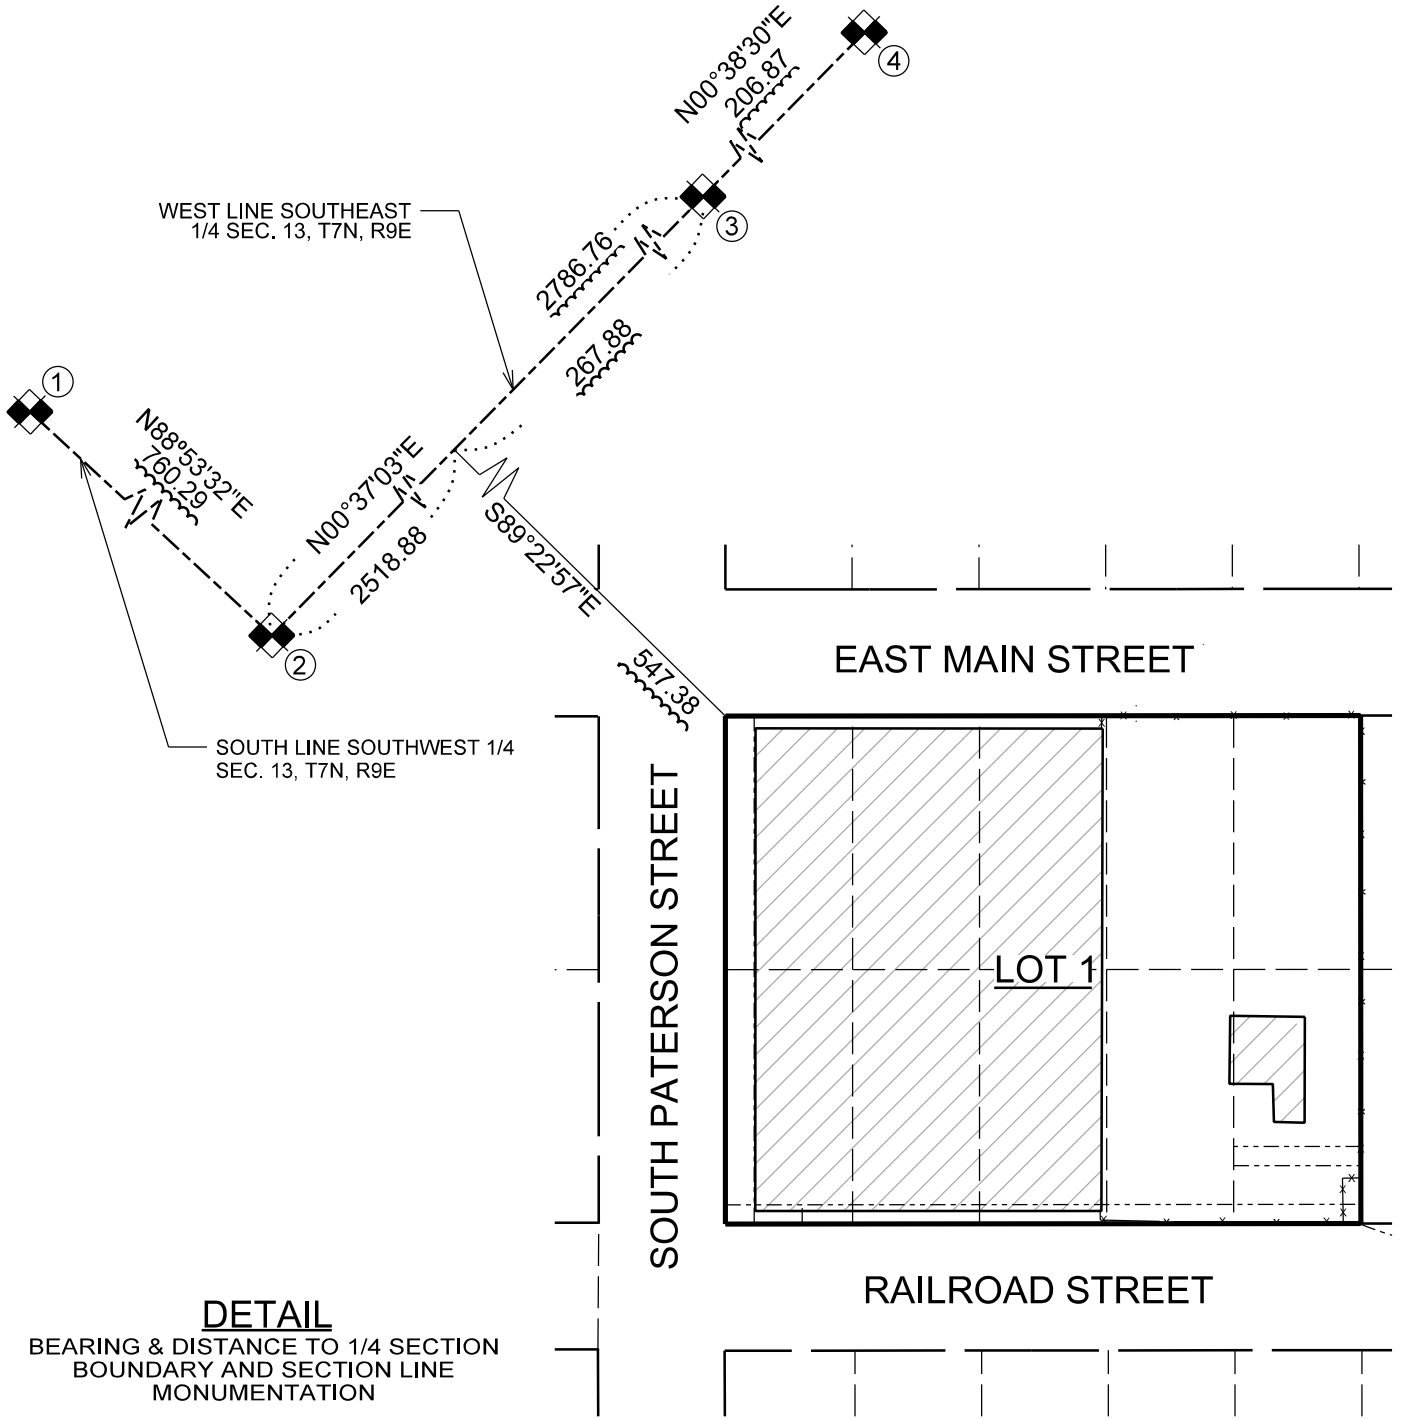 N00°38'30"E
206.87
4
WEST LINE SOUTHEAST
1/4 SEC. 13, T7N, R9E
3
2786.76
267.88
1
N88°53'32"E
760.29
N00°37'03"E
2518.88
S89°22'57"E
547.38
2
EAST MAIN STREET
SOUTH LINE SOUTHWEST 1/4
SEC. 13, T7N, R9E
SOUTH PATERSON STREET
LOT 1
RAILROAD STREET
DETAIL
BEARING & DISTANCE TO 1/4 SECTION
BOUNDARY AND SECTION LINE
MONUMENTATION